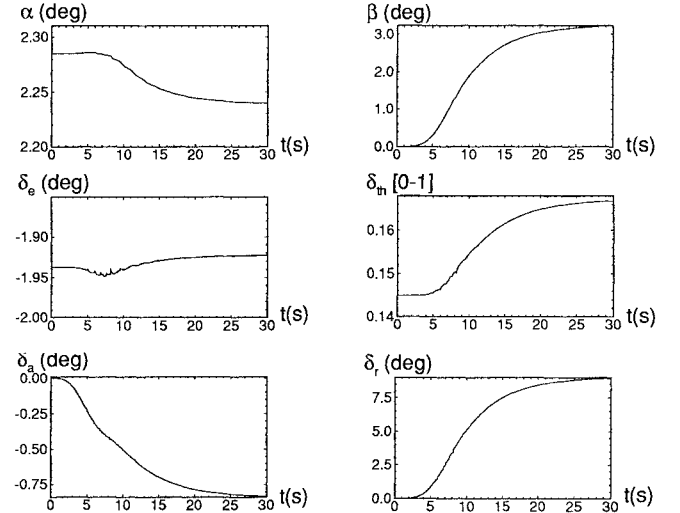 α (deg)
2.30
2.25
2.20
0 5 10 15 20 25 30
t(s)
β (deg)
3.0
2.0
1.0
0.0
0 5 10 15 20 25 30
t(s)
δe (deg)
-1.90
-1.95
-2.00
0 5 10 15 20 25 30
t(s)
δth [0-1]
0.16
0.15
0.14
0 5 10 15 20 25 30
t(s)
δa (deg)
0.00
-0.25
-0.50
-0.75
0 5 10 15 20 25 30
t(s)
δr (deg)
7.5
5.0
2.5
0.0
0 5 10 15 20 25 30
t(s)